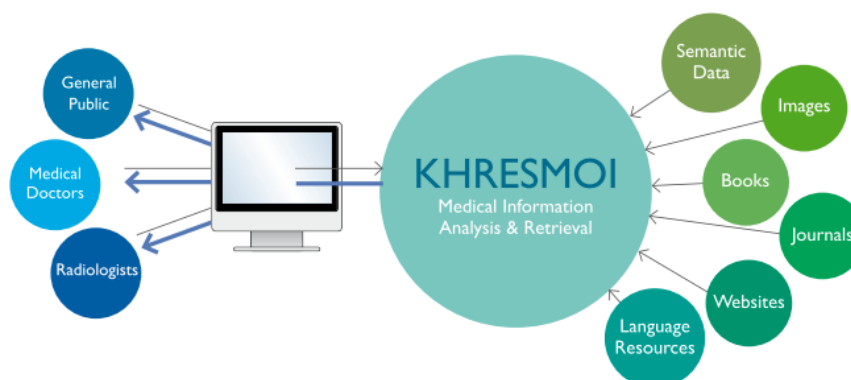 General
Public
Medical
Doctors
Radiologists
KHRESMOI
Medical Information
Analysis & Retrieval
Semantic
Data
Images
Books
Journals
Websites
Language
Resources